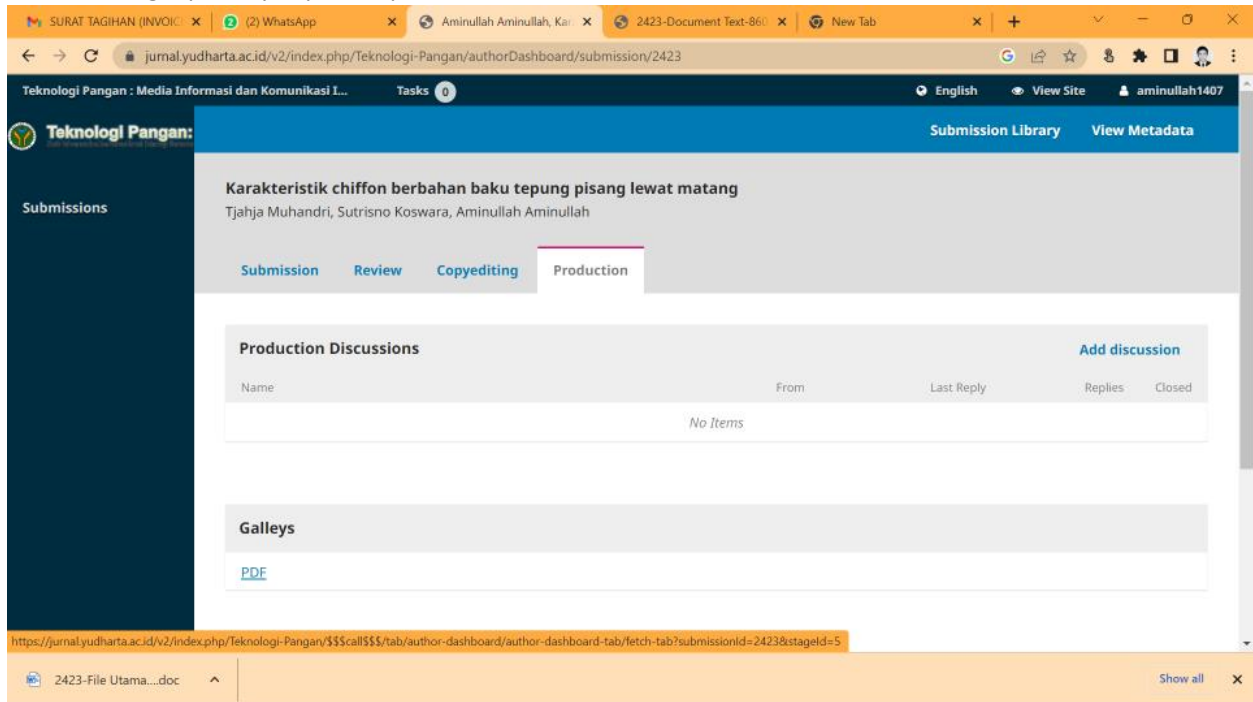 SURAT TAGIHAN (INVOIC
(2) WhatsApp
Aminullah Aminullah, Kar
2423-Document Text-860
New Tab
jurnal.yudharta.ac.id/v2/index.php/Teknologi-Pangan/authorDashboard/submission/2423
Teknologi Pangan : Media Informasi dan Komunikasi I...
Tasks 0
English
View Site
aminullah1407
Teknologi Pangan:
Submission Library
View Metadata
Submissions
Karakteristik chiffon berbahan baku tepung pisang lewat matang
Tjahja Muhandri, Sutrisno Koswara, Aminullah Aminullah
Submission Review Copyediting Production
Production Discussions
Add discussion
Name From Last Reply Replies Closed
No Items
Galleys
PDF
https://jurnal.yudharta.ac.id/v2/index.php/Teknologi-Pangan/$$$call$$$/tab/author-dashboard/author-dashboard-tab/fetch-tab?submissionId=2423&stageId=5
2423-File Utama....doc
Show all